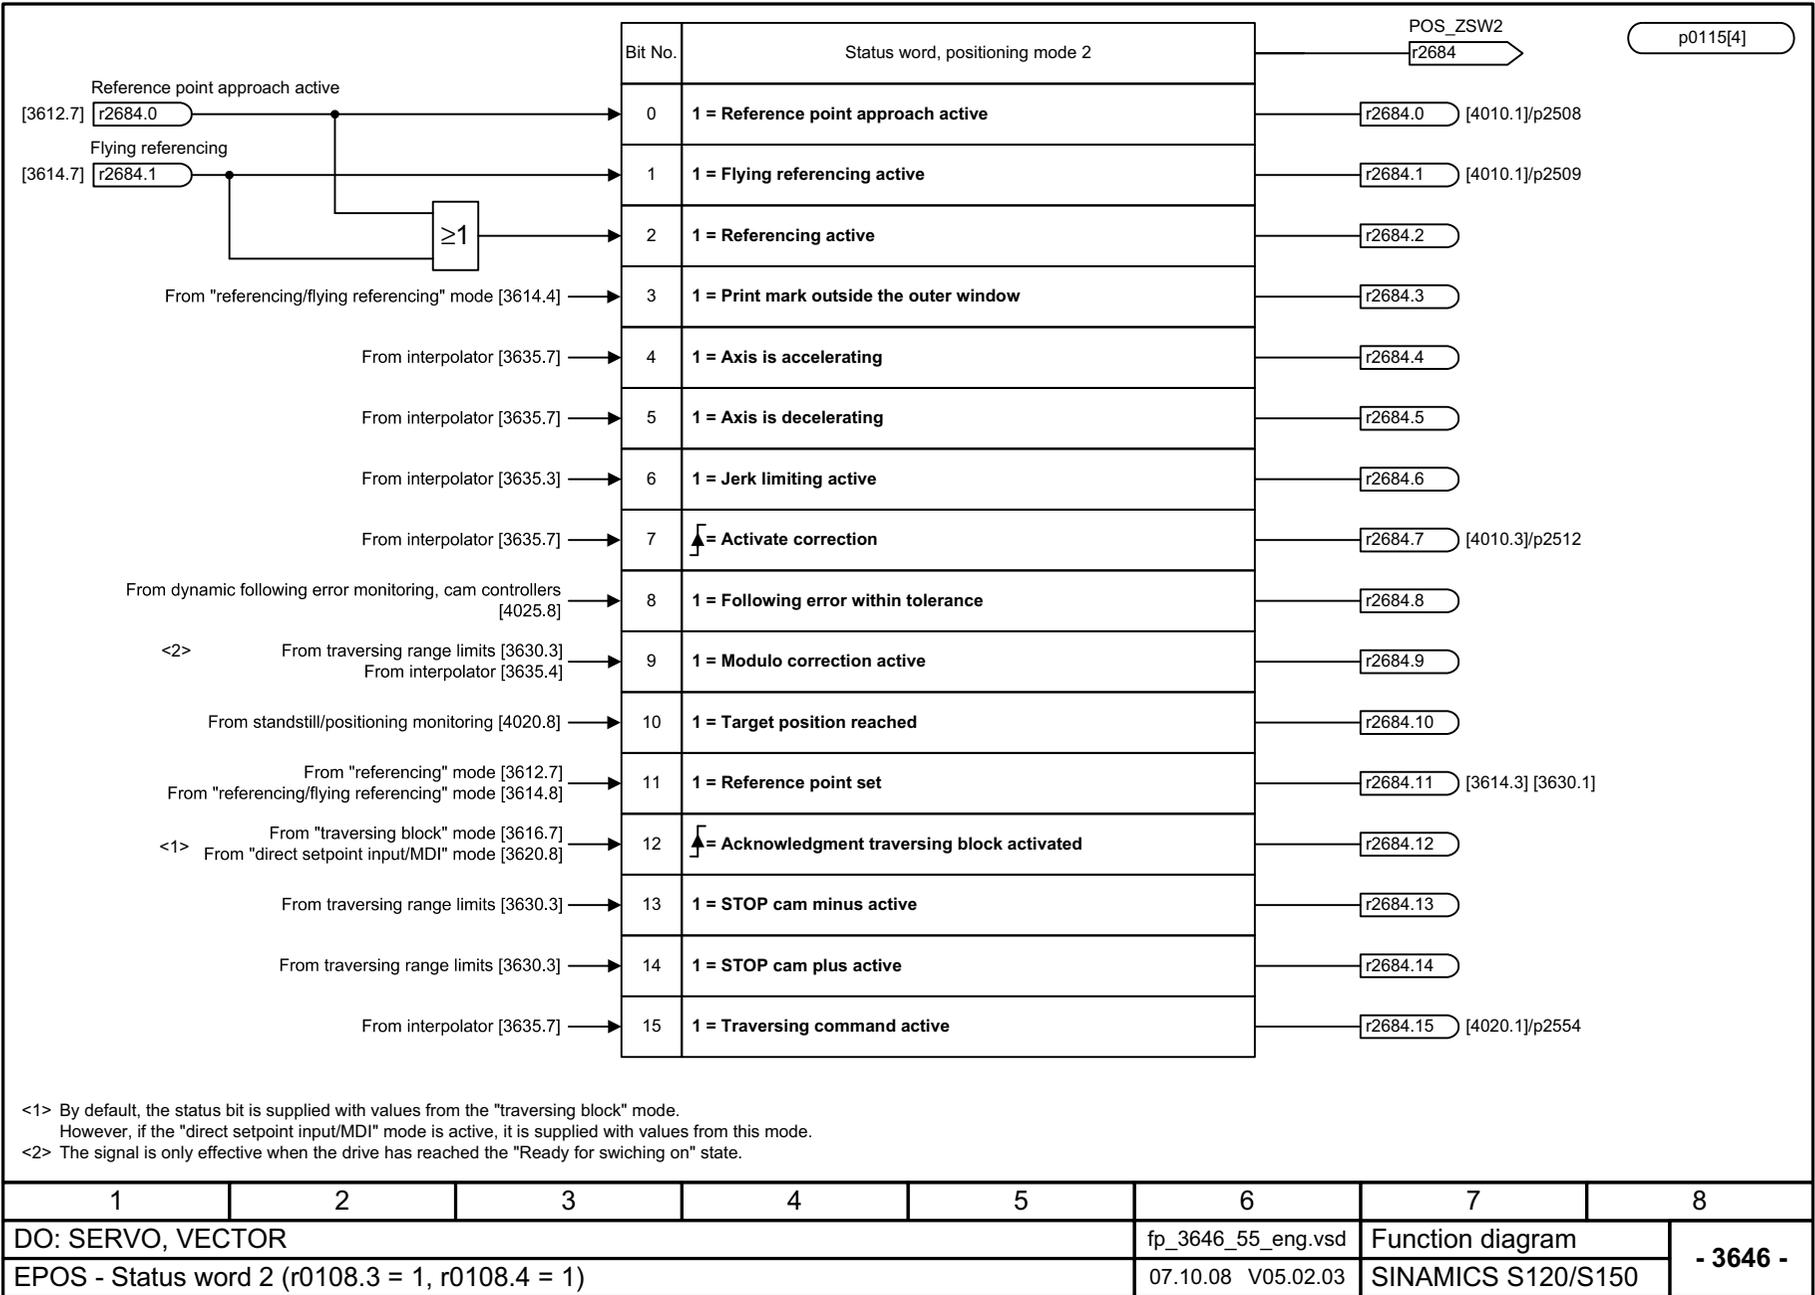 Bit No. Status word, positioning mode 2 POS_ZSW2 r2684 p0115[4]
Reference point approach active
[3612.7] r2684.0 0 1 = Reference point approach active r2684.0 [4010.1]/p2508
Flying referencing
[3614.7] r2684.1 1 1 = Flying referencing active r2684.1 [4010.1]/p2509
≥1 2 1 = Referencing active r2684.2
From "referencing/flying referencing" mode [3614.4] 3 1 = Print mark outside the outer window r2684.3
From interpolator [3635.7] 4 1 = Axis is accelerating r2684.4
From interpolator [3635.7] 5 1 = Axis is decelerating r2684.5
From interpolator [3635.3] 6 1 = Jerk limiting active r2684.6
From interpolator [3635.7] 7 = Activate correction r2684.7 [4010.3]/p2512
From dynamic following error monitoring, cam controllers
[4025.8] 8 1 = Following error within tolerance r2684.8
<2> From traversing range limits [3630.3]
From interpolator [3635.4] 9 1 = Modulo correction active r2684.9
From standstill/positioning monitoring [4020.8] 10 1 = Target position reached r2684.10
From "referencing" mode [3612.7]
From "referencing/flying referencing" mode [3614.8] 11 1 = Reference point set r2684.11 [3614.3] [3630.1]
From "traversing block" mode [3616.7]
<1> From "direct setpoint input/MDI" mode [3620.8] 12 = Acknowledgment traversing block activated r2684.12
From traversing range limits [3630.3] 13 1 = STOP cam minus active r2684.13
From traversing range limits [3630.3] 14 1 = STOP cam plus active r2684.14
From interpolator [3635.7] 15 1 = Traversing command active r2684.15 [4020.1]/p2554
<1> By default, the status bit is supplied with values from the "traversing block" mode.
However, if the "direct setpoint input/MDI" mode is active, it is supplied with values from this mode.
<2> The signal is only effective when the drive has reached the "Ready for swiching on" state.
1 2 3 4 5 6 7 8
DO: SERVO, VECTOR fp_3646_55_eng.vsd Function diagram - 3646 -
EPOS - Status word 2 (r0108.3 = 1, r0108.4 = 1) 07.10.08 V05.02.03 SINAMICS S120/S150